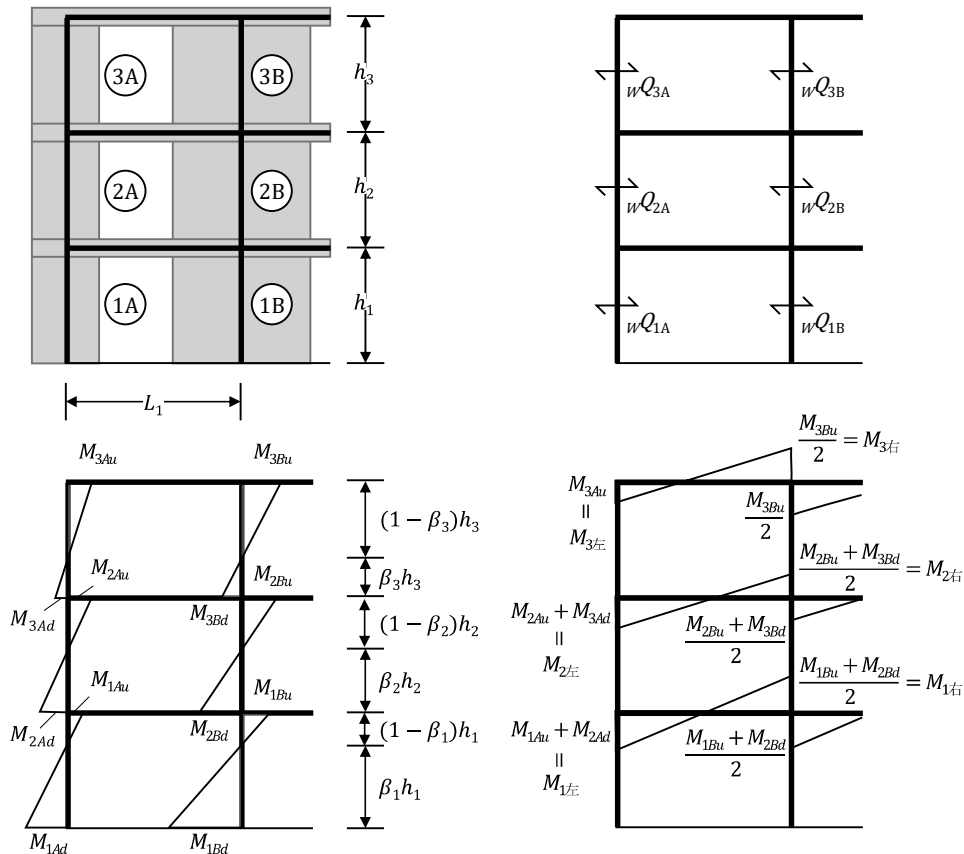 3A
3B
h₃
2A
2B
h₂
1A
1B
h₁
L₁
WQ3A
WQ3B
WQ2A
WQ2B
WQ1A
WQ1B
M3Au
M3Bu
(1 − β₃)h₃
M2Au
M2Bu
β₃h₃
M3Ad
M3Bd
(1 − β₂)h₂
M1Au
M1Bu
β₂h₂
M2Ad
M2Bd
(1 − β₁)h₁
β₁h₁
M1Ad
M1Bd
M3Bu/2 = M3右
M3Au
=
M3左
M3Bu/2
(M2Bu + M3Bd)/2 = M2右
M2Au + M3Ad
=
M2左
(M2Bu + M3Bd)/2
(M1Bu + M2Bd)/2 = M1右
M1Au + M2Ad
=
M1左
(M1Bu + M2Bd)/2